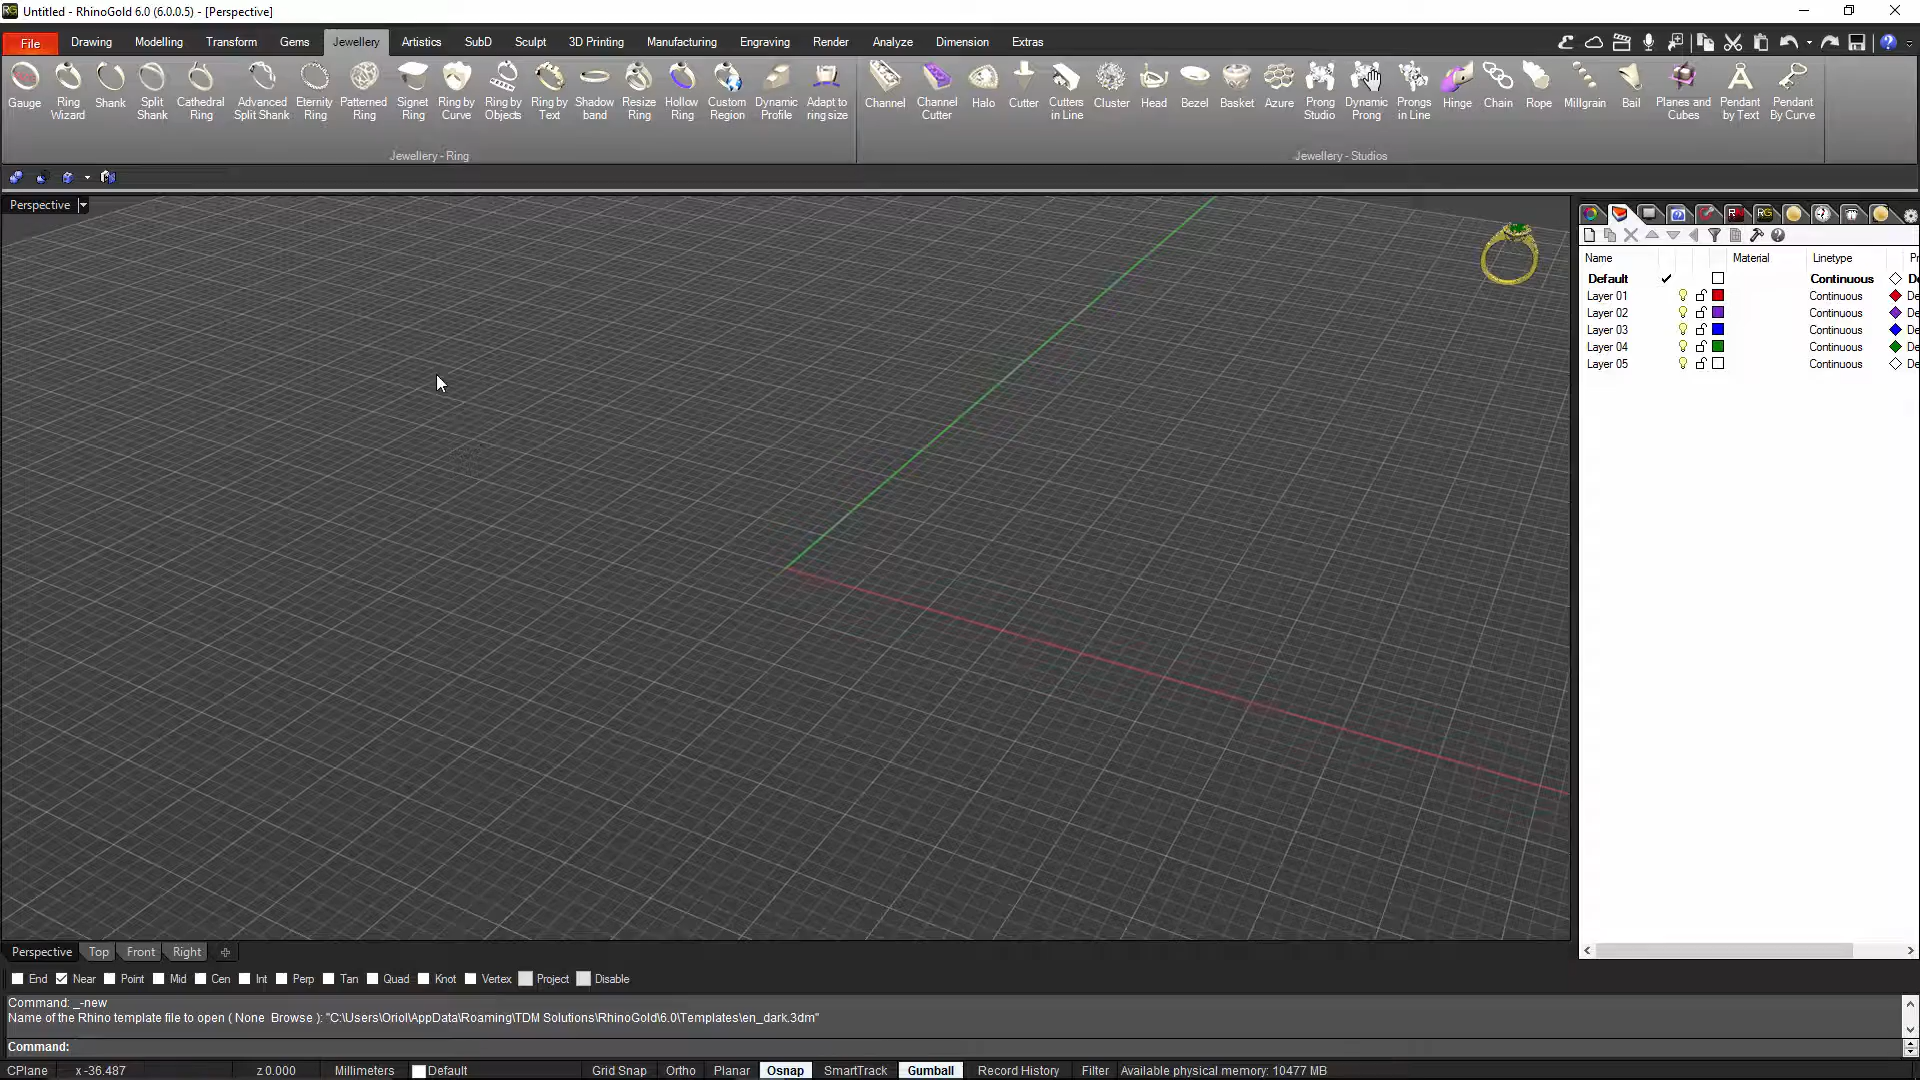 Untitled - RhinoGold 6.0 (6.0.0.5) - [Perspective]
File Drawing Modelling Transform Gems Jewellery Artistics SubD Sculpt 3D Printing Manufacturing Engraving Render Analyze Dimension Extras
Gauge Ring Wizard Shank Split Shank Cathedral Ring Advanced Split Shank Eternity Ring Patterned Ring Signet Ring Ring by Curve Ring by Objects Ring by Text Shadow band Resize Ring Hollow Ring Custom Region Dynamic Profile Adapt to ring size Channel Channel Cutter Halo Cutter Cutters in Line Cluster Head Bezel Basket Azure Prong Studio Dynamic Prong Prongs in Line Hinge Chain Rope Millgrain Bail Planes and Cubes Pendant by Text Pendant By Curve
Jewellery - Ring Jewellery - Studios
Perspective
Name Material Linetype Pr
Default Continuous De
Layer 01 Continuous De
Layer 02 Continuous De
Layer 03 Continuous De
Layer 04 Continuous De
Layer 05 Continuous De
Perspective Top Front Right
End Near Point Mid Cen Int Perp Tan Quad Knot Vertex Project Disable
Command: _-new
Name of the Rhino template file to open ( None Browse ): "C:\Users\Oriol\AppData\Roaming\TDM Solutions\RhinoGold\6.0\Templates\en_dark.3dm"
Command:
CPlane x -36.487 z 0.000 Millimeters Default Grid Snap Ortho Planar Osnap SmartTrack Gumball Record History Filter Available physical memory: 10477 MB